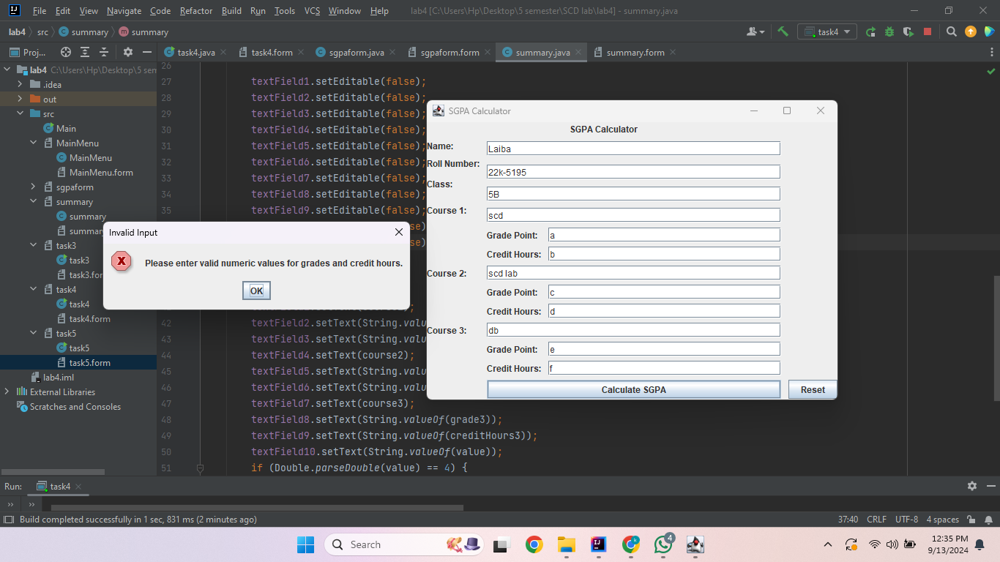 File Edit View Navigate Code Refactor Build Run Tools VCS Window Help lab4 [C:\Users\Hp\Desktop\5 semester\SCD lab\lab4] - summary.java
lab4 src summary summary task4
Proj... task4.java task4.form sgpaform.java sgpaform.form summary.java summary.form
lab4 C:\Users\Hp\Desktop\5 sem
.idea
out
src
Main
MainMenu
MainMenu
MainMenu.form
sgpaform
summary
summary
summary
task3
task3
task3.for
task4
task4
task4.form
task5
task5
task5.form
lab4.iml
External Libraries
Scratches and Consoles
26
27 textField1.setEditable(false);
28 textField2.setEditable(false);
29 textField3.setEditable(false);
30 textField4.setEditable(false);
31 textField5.setEditable(false);
32 textField6.setEditable(false);
33 textField7.setEditable(false);
34 textField8.setEditable(false);
35 textField9.setEditable(false);
se)
se)
42 textField2.setText(String.valu
43 textField3.setText(String.valu
44 textField4.setText(course2);
45 textField5.setText(String.valu
46 textField6.setText(String.valu
47 textField7.setText(course3);
48 textField8.setText(String.valueOf(grade3));
49 textField9.setText(String.valueOf(creditHours3));
50 textField10.setText(String.valueOf(value));
51 if (Double.parseDouble(value) == 4) {
Invalid Input
Please enter valid numeric values for grades and credit hours.
OK
SGPA Calculator
SGPA Calculator
Name: Laiba
Roll Number: 22k-5195
Class: 5B
Course 1: scd
Grade Point: a
Credit Hours: b
Course 2: scd lab
Grade Point: c
Credit Hours: d
Course 3: db
Grade Point: e
Credit Hours: f
Calculate SGPA Reset
Run: task4
Build completed successfully in 1 sec, 831 ms (2 minutes ago) 37:40 CRLF UTF-8 4 spaces
Search 4 12:35 PM
9/13/2024